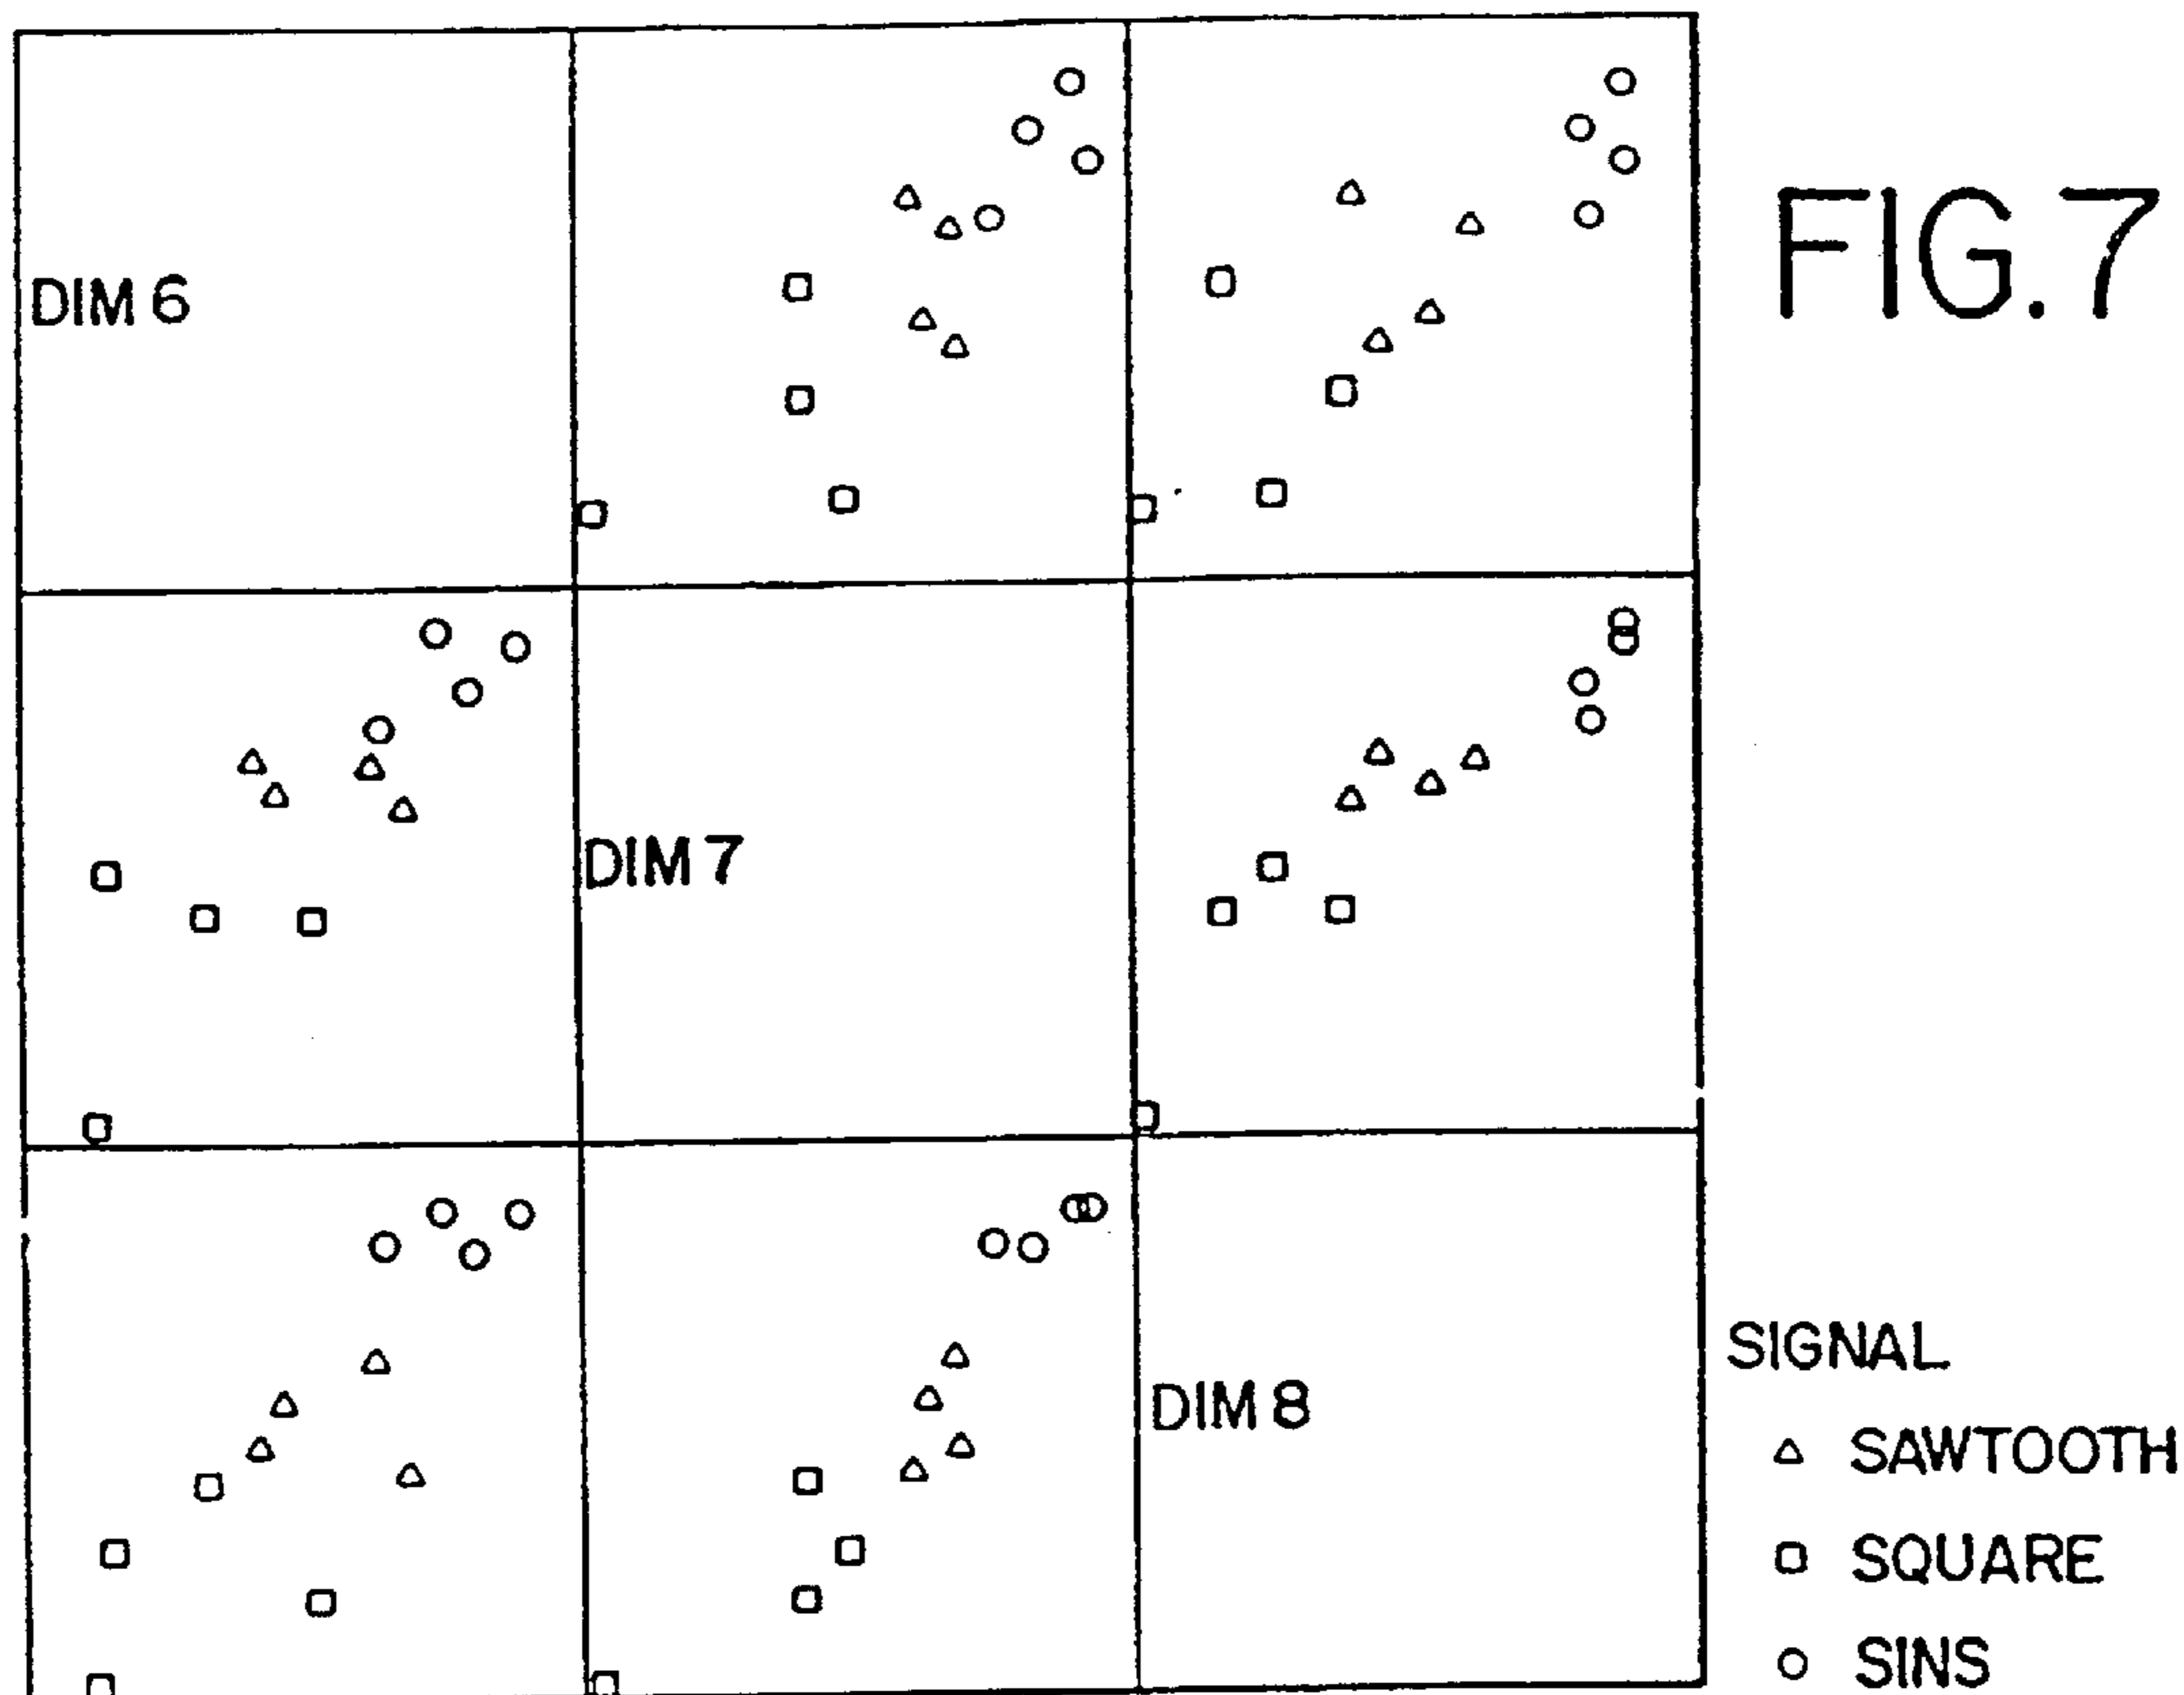 DIM 6
FIG. 7
DIM 7
DIM 8
SIGNAL
SAWTOOTH
SQUARE
SINS